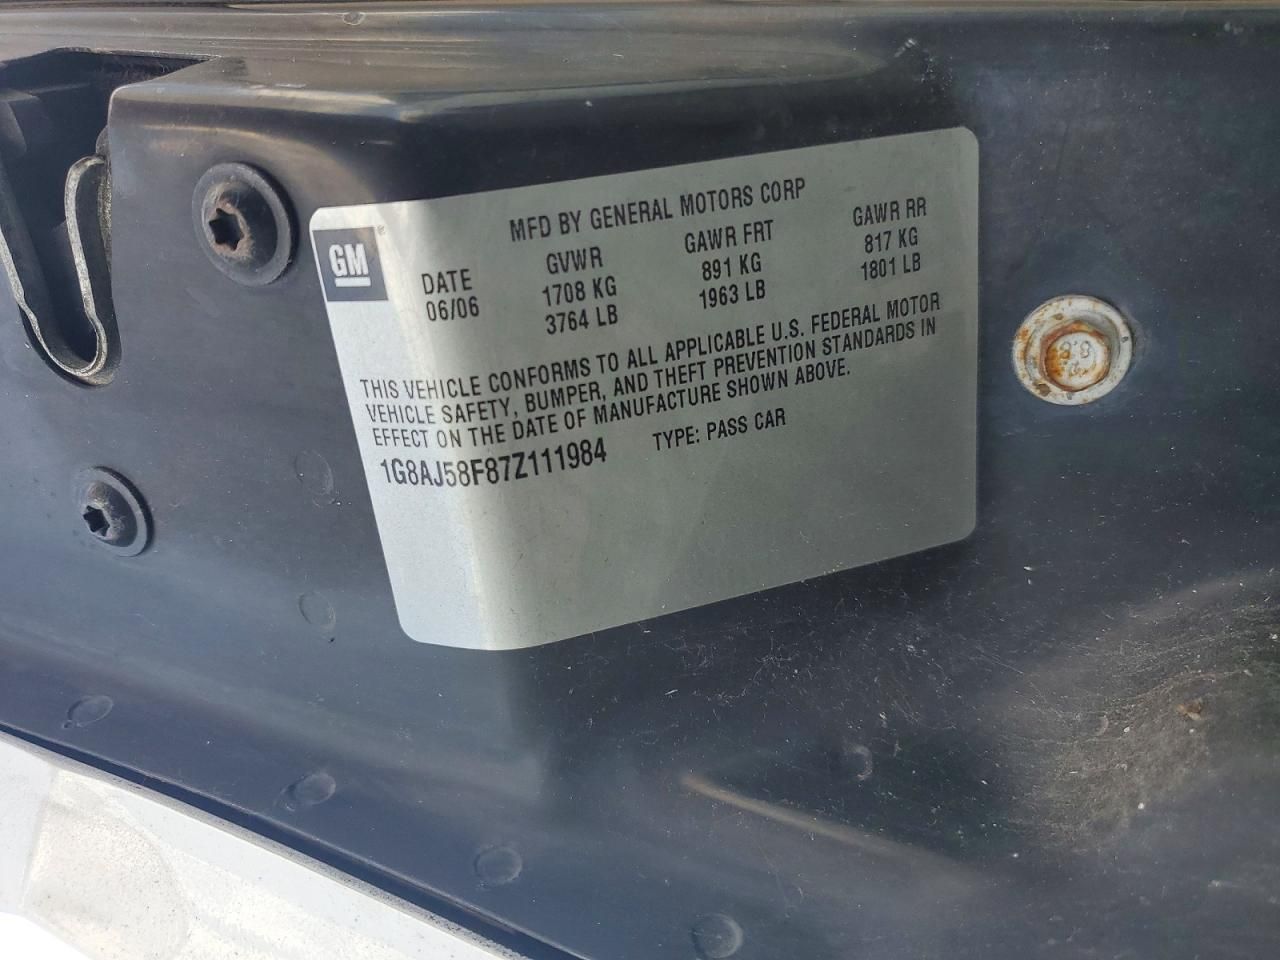 GM
MFD BY GENERAL MOTORS CORP
DATE GVWR GAWR FRT GAWR RR
06/06 1708 KG 891 KG 817 KG
3764 LB 1963 LB 1801 LB
THIS VEHICLE CONFORMS TO ALL APPLICABLE U.S. FEDERAL MOTOR
VEHICLE SAFETY, BUMPER, AND THEFT PREVENTION STANDARDS IN
EFFECT ON THE DATE OF MANUFACTURE SHOWN ABOVE.
1G8AJ58F87Z111984 TYPE: PASS CAR
8.8